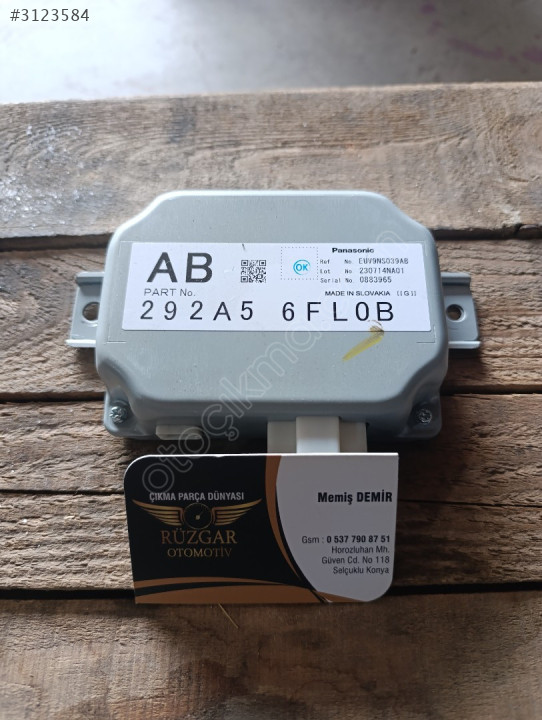 #3123584
AB
PART No.
292A5 6FL0B
OK
Panasonic
Ref No. EUV9NS039AB
Lot No 230714NA01
Serial No. 0883965
MADE IN SLOVAKIA (IGI)
otoçıkma
ÇIKMA PARÇA DÜNYASI
RÜZGAR
OTOMOTİV
Memiş DEMİR
Gsm : 0 537 790 87 51
Horozluhan Mh.
Güven Cd. No 118
Selçuklu Konya